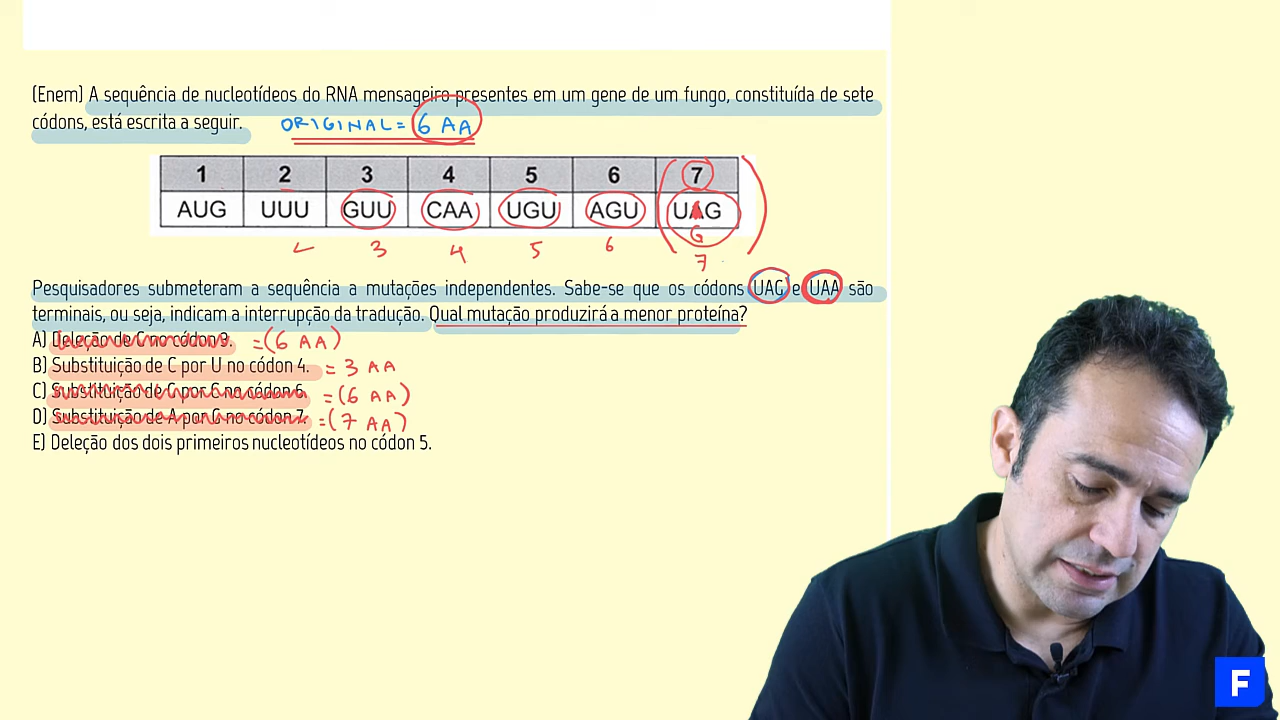 (Enem) A sequência de nucleotídeos do RNA mensageiro presentes em um gene de um fungo, constituída de sete
códons, está escrita a seguir. ORIGINAL = 6 AA
1 2 3 4 5 6 7
AUG UUU GUU CAA UGU AGU UAG
G
3 4 5 6 7
Pesquisadores submeteram a sequência a mutações independentes. Sabe-se que os códons UAG e UAA são
terminais, ou seja, indicam a interrupção da tradução. Qual mutação produzirá a menor proteína?
A) Deleção de G no códon 3. = (6 AA)
B) Substituição de C por U no códon 4. = 3 AA
C) Substituição de G por C no códon 6. = (6 AA)
D) Substituição de A por G no códon 7. = (7 AA)
E) Deleção dos dois primeiros nucleotídeos no códon 5.
F